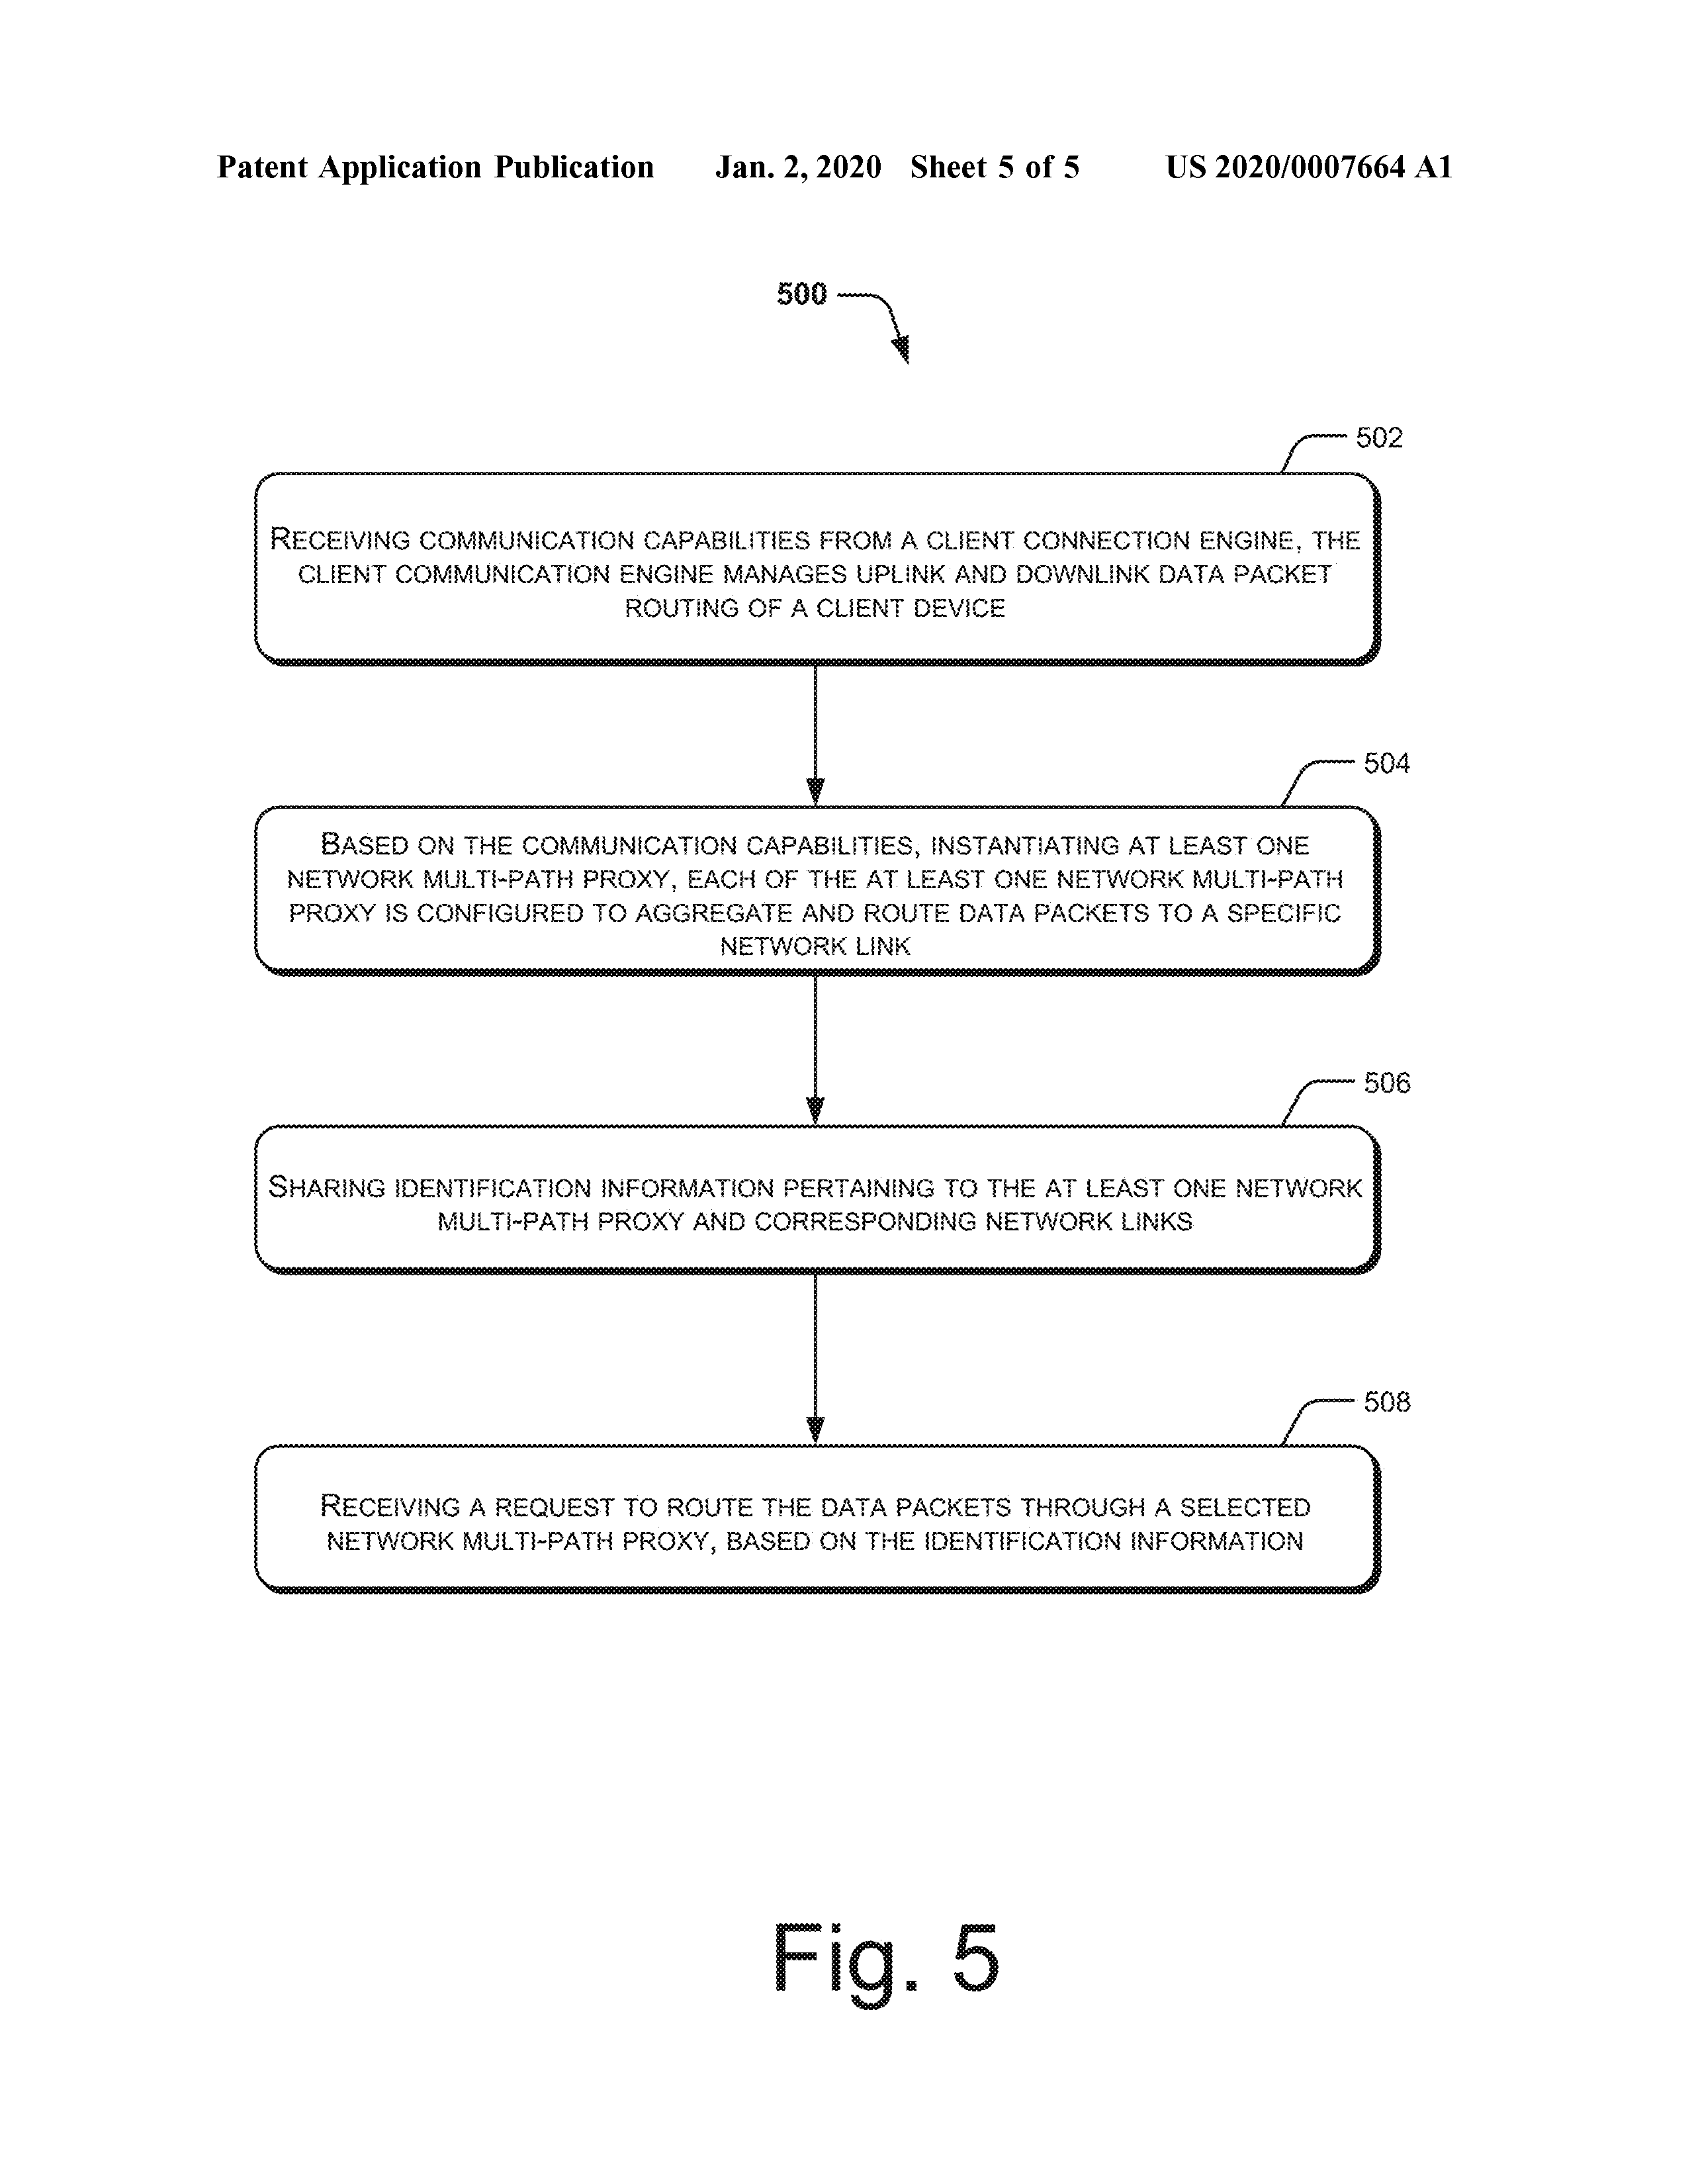 Patent Application Publication Jan. 2, 2020 Sheet 5 of 5 US 2020/0007664 A1
500
502
RECEIVING COMMUNICATION CAPABILITIES FROM A CLIENT CONNECTION ENGINE, THE
CLIENT COMMUNICATION ENGINE MANAGES UPLINK AND DOWNLINK DATA PACKET
ROUTING OF A CLIENT DEVICE
504
BASED ON THE COMMUNICATION CAPABILITIES, INSTANTIATING AT LEAST ONE
NETWORK MULTI-PATH PROXY, EACH OF THE AT LEAST ONE NETWORK MULTI-PATH
PROXY IS CONFIGURED TO AGGREGATE AND ROUTE DATA PACKETS TO A SPECIFIC
NETWORK LINK
506
SHARING IDENTIFICATION INFORMATION PERTAINING TO THE AT LEAST ONE NETWORK
MULTI-PATH PROXY AND CORRESPONDING NETWORK LINKS
508
RECEIVING A REQUEST TO ROUTE THE DATA PACKETS THROUGH A SELECTED
NETWORK MULTI-PATH PROXY, BASED ON THE IDENTIFICATION INFORMATION
Fig. 5